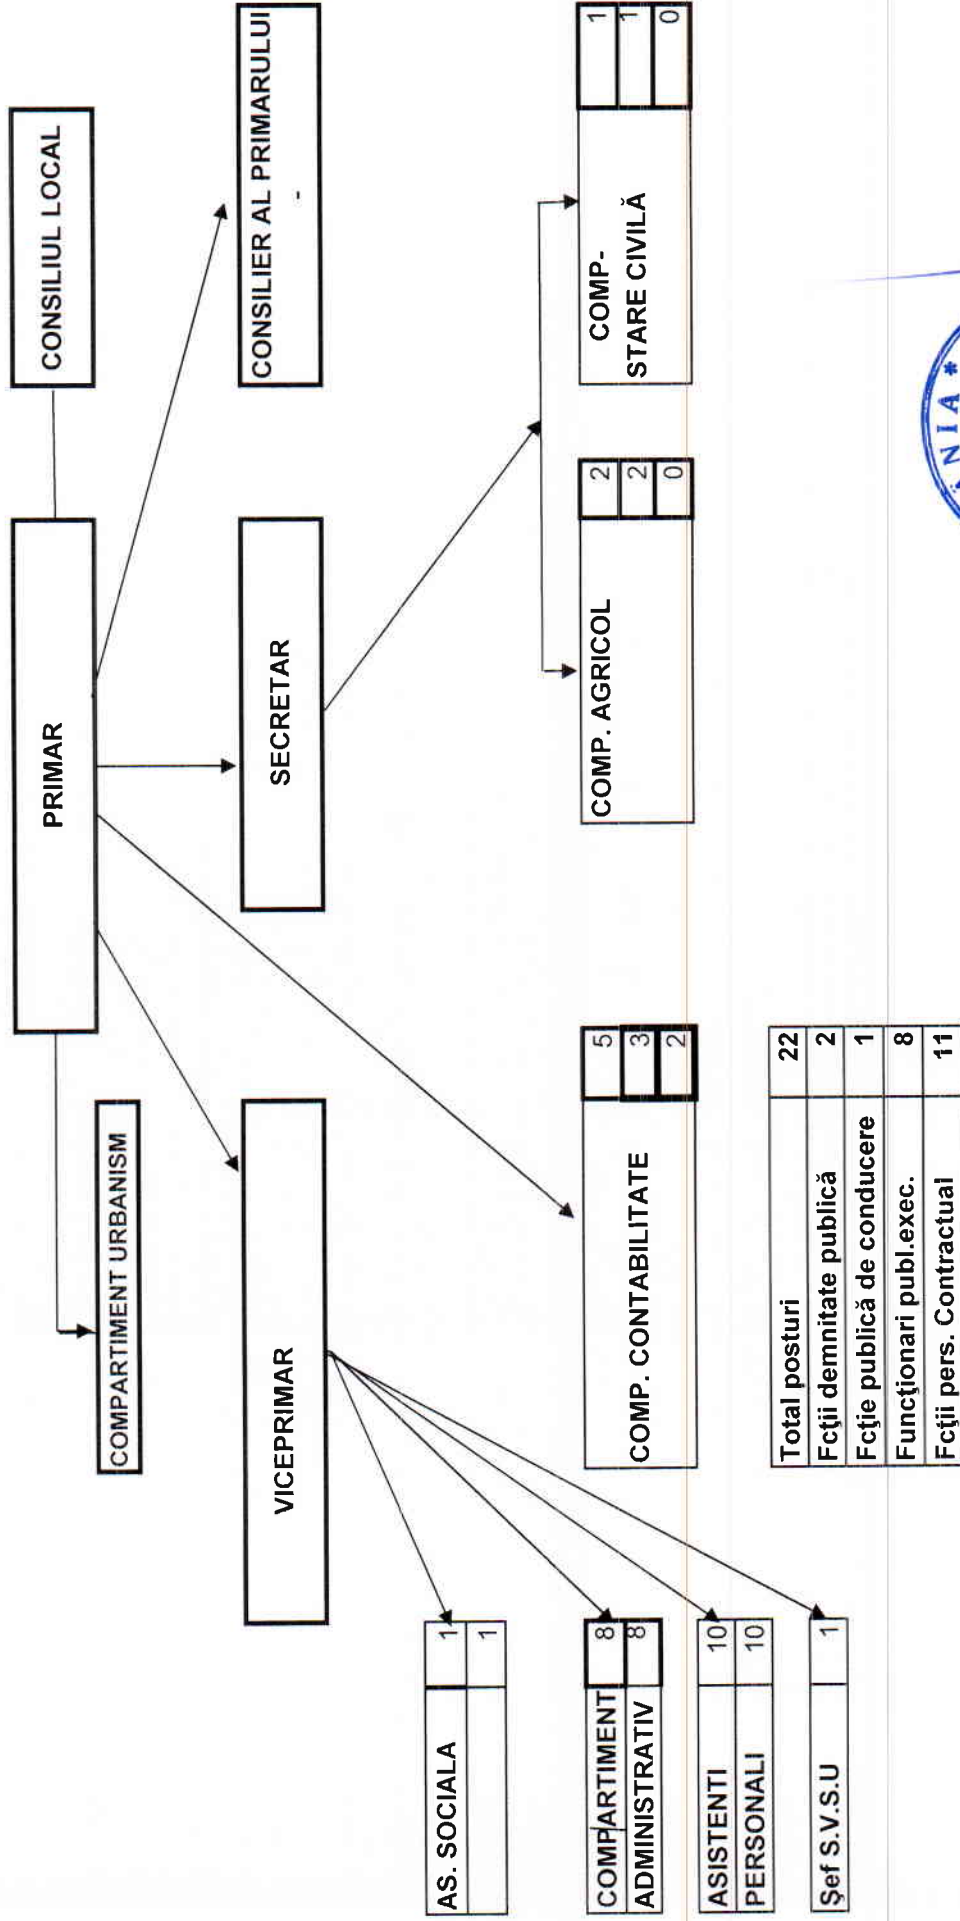 CONSILIUL LOCAL
PRIMAR
COMPARTIMENT URBANISM
CONSILIER AL PRIMARULUI
-
SECRETAR
VICEPRIMAR
AS. SOCIALA 1
1
COMPARTIMENT 8
ADMINISTRATIV 8
ASISTENTI 10
PERSONALI 10
Şef S.V.S.U 1
COMP. CONTABILITATE
5
3
2
COMP. AGRICOL
2
2
0
COMP-
STARE CIVILĂ
1
1
0
Total posturi 22
Fcţii demnitate publică 2
Fcţie publică de conducere 1
Funcţionari publ.exec. 8
Fcţii pers. Contractual 11
NIA *